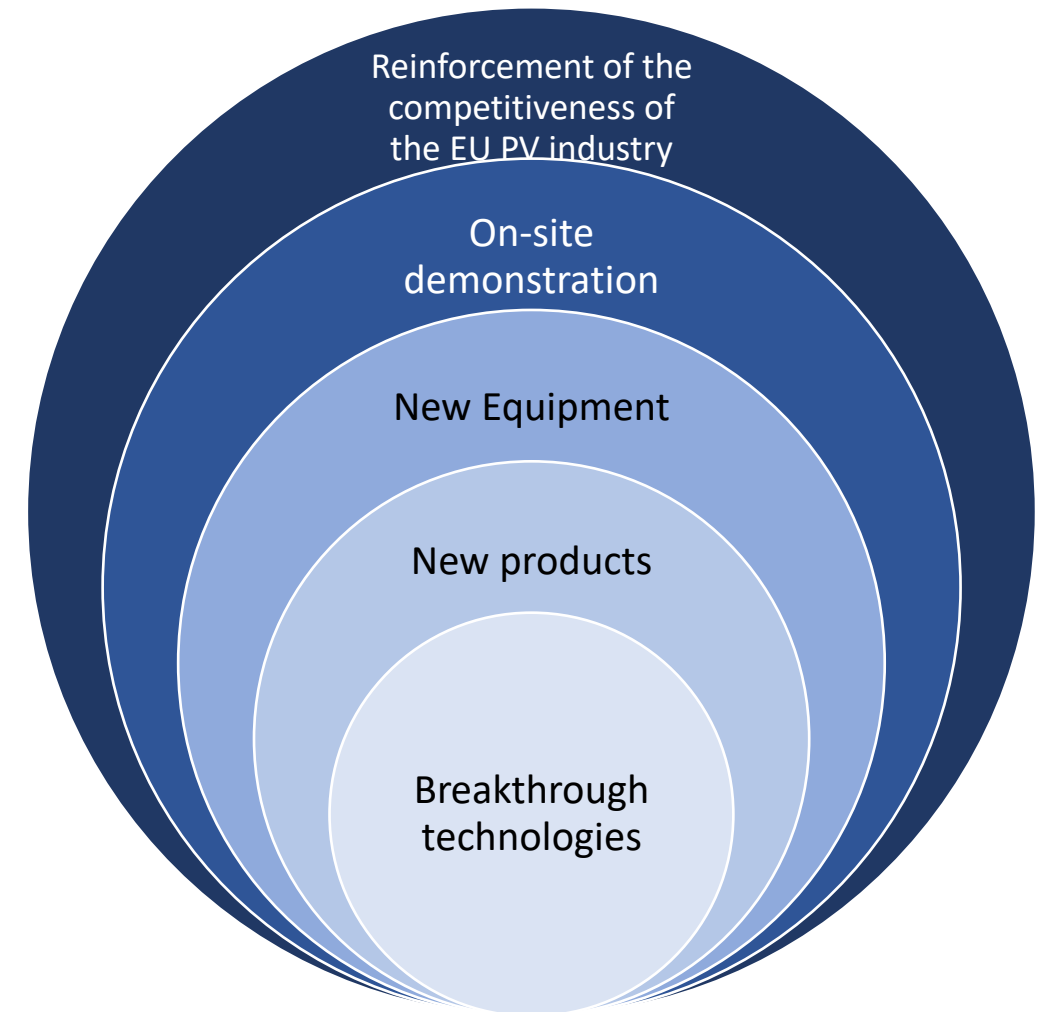 Reinforcement of the
competitiveness of
the EU PV industry
On-site
demonstration
New Equipment
New products
Breakthrough
technologies